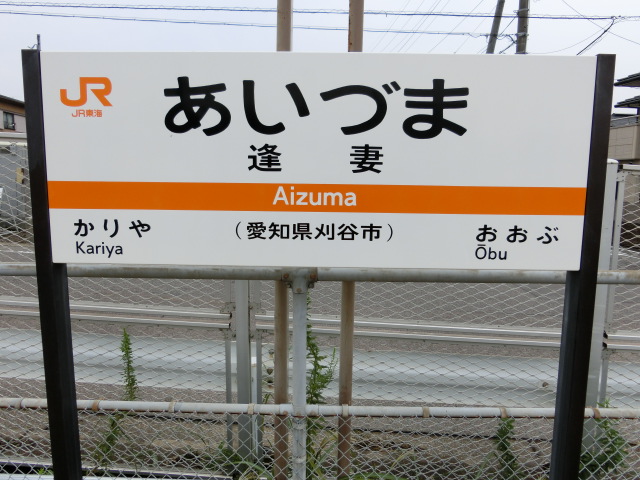 JR
JR東海
あいづま
逢妻
Aizuma
かりや
Kariya
（愛知県刈谷市）
おおぶ
Ōbu